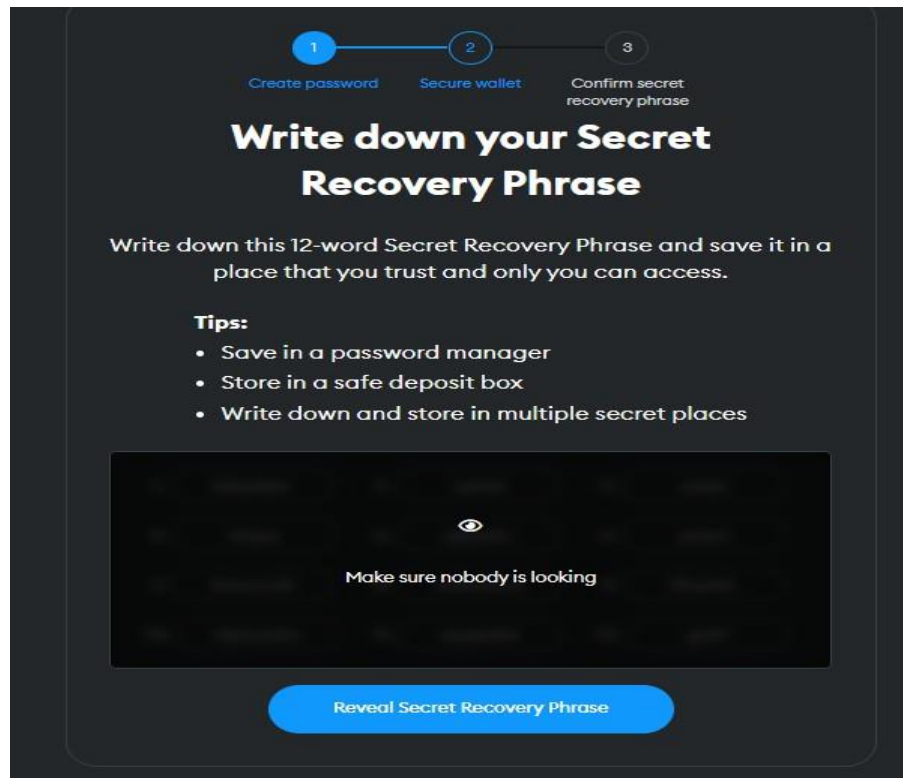 1 2 3
Create password Secure wallet Confirm secret
recovery phrase
Write down your Secret
Recovery Phrase
Write down this 12-word Secret Recovery Phrase and save it in a
place that you trust and only you can access.
Tips:
• Save in a password manager
• Store in a safe deposit box
• Write down and store in multiple secret places
Make sure nobody is looking
Reveal Secret Recovery Phrase